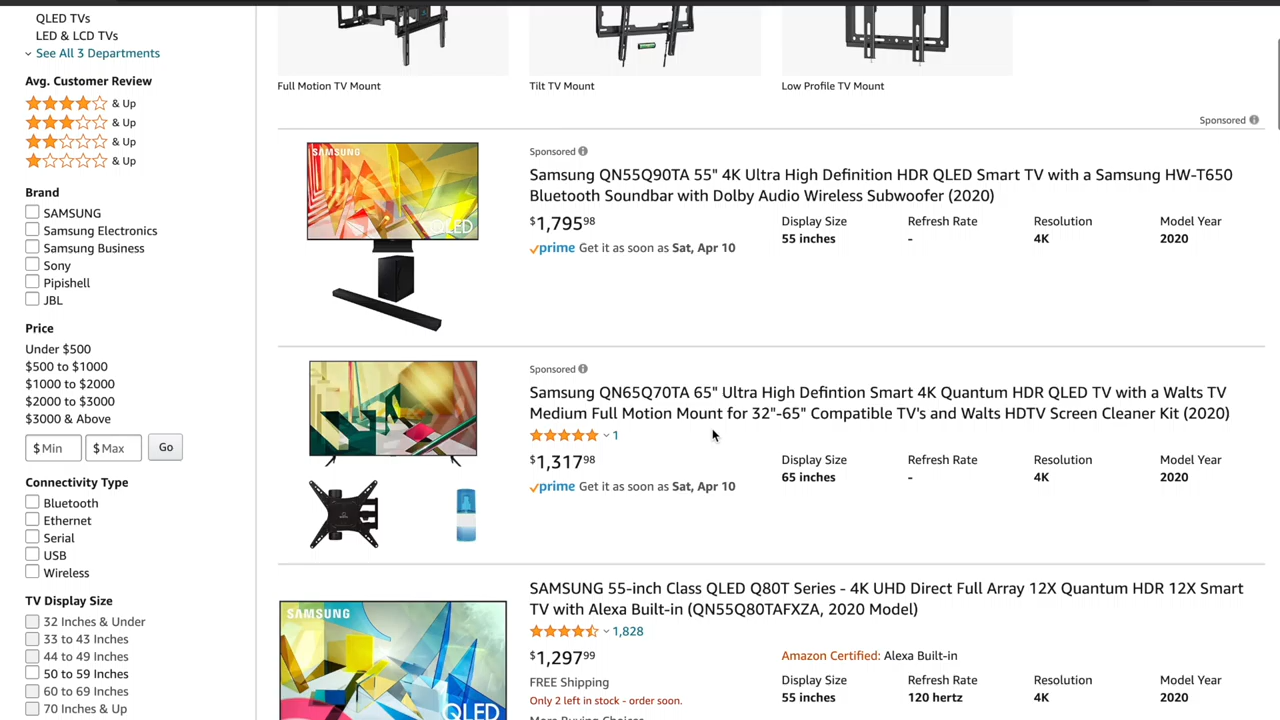 QLED TVs
LED & LCD TVs
See All 3 Departments
Avg. Customer Review
& Up
& Up
& Up
& Up
Brand
SAMSUNG
Samsung Electronics
Samsung Business
Sony
Pipishell
JBL
Price
Under $500
$500 to $1000
$1000 to $2000
$2000 to $3000
$3000 & Above
$ Min $ Max Go
Connectivity Type
Bluetooth
Ethernet
Serial
USB
Wireless
TV Display Size
32 Inches & Under
33 to 43 Inches
44 to 49 Inches
50 to 59 Inches
60 to 69 Inches
70 Inches & Up
Full Motion TV Mount Tilt TV Mount Low Profile TV Mount
Sponsored
SAMSUNG
QLED
Sponsored
Samsung QN55Q90TA 55" 4K Ultra High Definition HDR QLED Smart TV with a Samsung HW-T650
Bluetooth Soundbar with Dolby Audio Wireless Subwoofer (2020)
$1,79598
prime Get it as soon as Sat, Apr 10
Display Size Refresh Rate Resolution Model Year
55 inches - 4K 2020
Sponsored
Samsung QN65Q70TA 65" Ultra High Defintion Smart 4K Quantum HDR QLED TV with a Walts TV
Medium Full Motion Mount for 32"-65" Compatible TV's and Walts HDTV Screen Cleaner Kit (2020)
1
$1,31798
prime Get it as soon as Sat, Apr 10
Display Size Refresh Rate Resolution Model Year
65 inches - 4K 2020
SAMSUNG
QLED
SAMSUNG 55-inch Class QLED Q80T Series - 4K UHD Direct Full Array 12X Quantum HDR 12X Smart
TV with Alexa Built-in (QN55Q80TAFXZA, 2020 Model)
1,828
$1,29799
FREE Shipping
Only 2 left in stock - order soon.
More Buying Choices
Amazon Certified: Alexa Built-in
Display Size Refresh Rate Resolution Model Year
55 inches 120 hertz 4K 2020